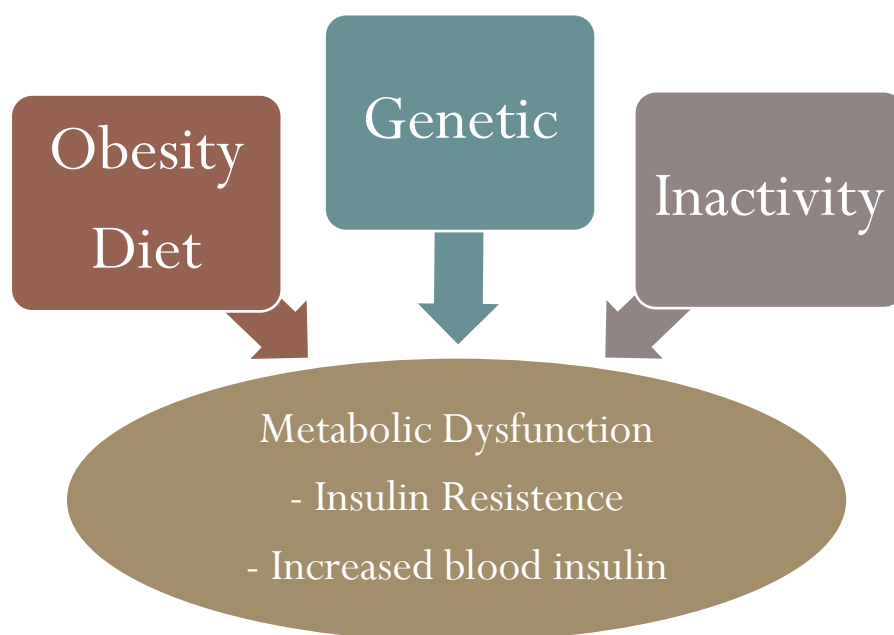 Obesity
Diet
Genetic
Inactivity
Metabolic Dysfunction
- Insulin Resistence
- Increased blood insulin